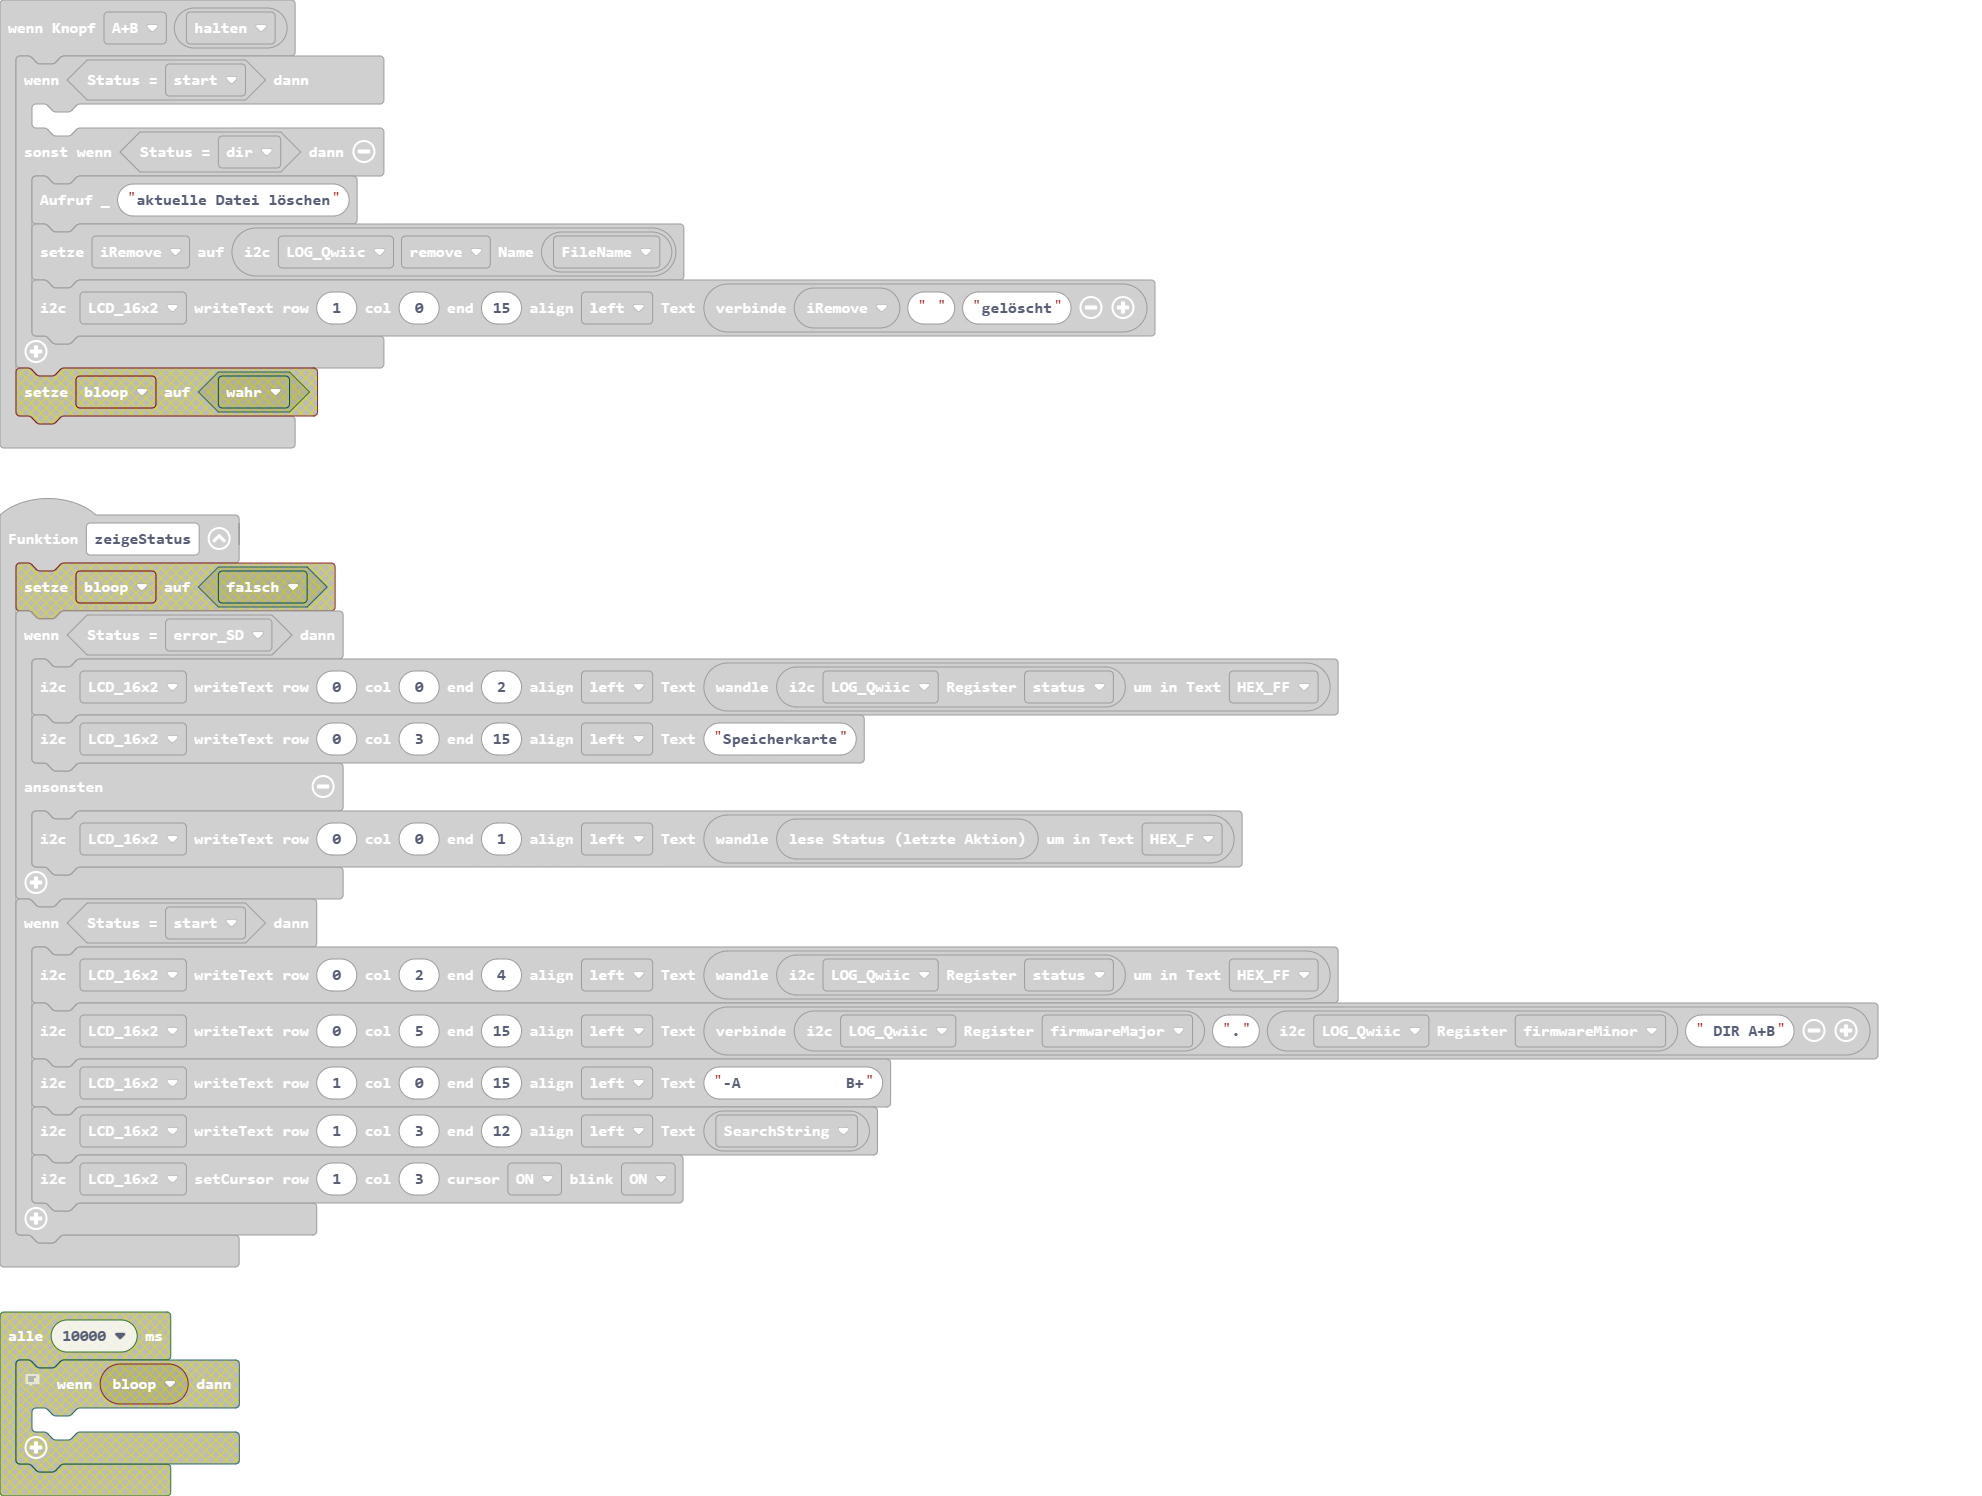 wenn Knopf A+B halten
wenn Status = start dann
sonst wenn Status = dir dann
Aufruf _ "aktuelle Datei löschen"
setze iRemove auf i2c LOG_Qwiic remove Name FileName
i2c LCD_16x2 writeText row 1 col 0 end 15 align left Text verbinde iRemove " " "gelöscht"
setze bloop auf wahr
Funktion zeigeStatus
setze bloop auf falsch
wenn Status = error_SD dann
i2c LCD_16x2 writeText row 0 col 0 end 2 align left Text wandle i2c LOG_Qwiic Register status um in Text HEX_FF
i2c LCD_16x2 writeText row 0 col 3 end 15 align left Text "Speicherkarte"
ansonsten
i2c LCD_16x2 writeText row 0 col 0 end 1 align left Text wandle lese Status (letzte Aktion) um in Text HEX_F
wenn Status = start dann
i2c LCD_16x2 writeText row 0 col 2 end 4 align left Text wandle i2c LOG_Qwiic Register status um in Text HEX_FF
i2c LCD_16x2 writeText row 0 col 5 end 15 align left Text verbinde i2c LOG_Qwiic Register firmwareMajor "." i2c LOG_Qwiic Register firmwareMinor " DIR A+B"
i2c LCD_16x2 writeText row 1 col 0 end 15 align left Text "-A            B+"
i2c LCD_16x2 writeText row 1 col 3 end 12 align left Text SearchString
i2c LCD_16x2 setCursor row 1 col 3 cursor ON blink ON
alle 10000 ms
wenn bloop dann